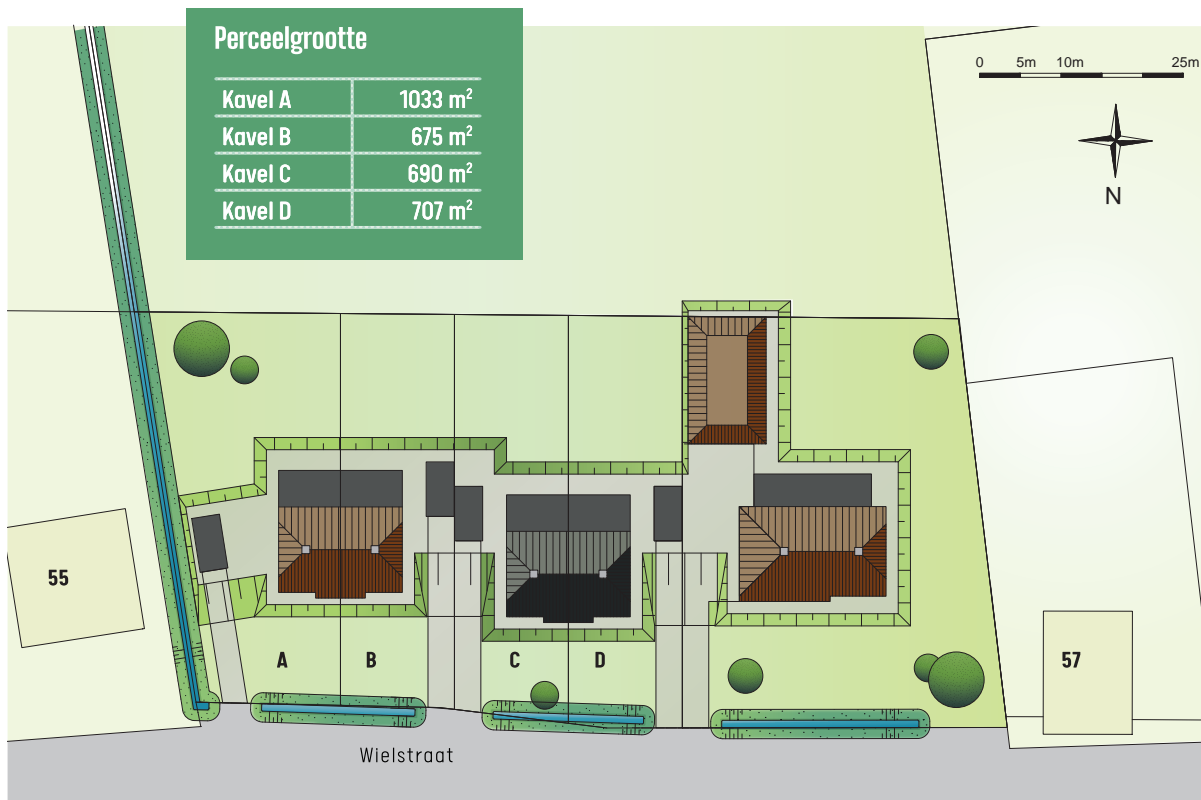 Perceelgrootte
Kavel A 1033 m²
Kavel B 675 m²
Kavel C 690 m²
Kavel D 707 m²
0 5m 10m 25m
N
55
A B C D
57
Wielstraat